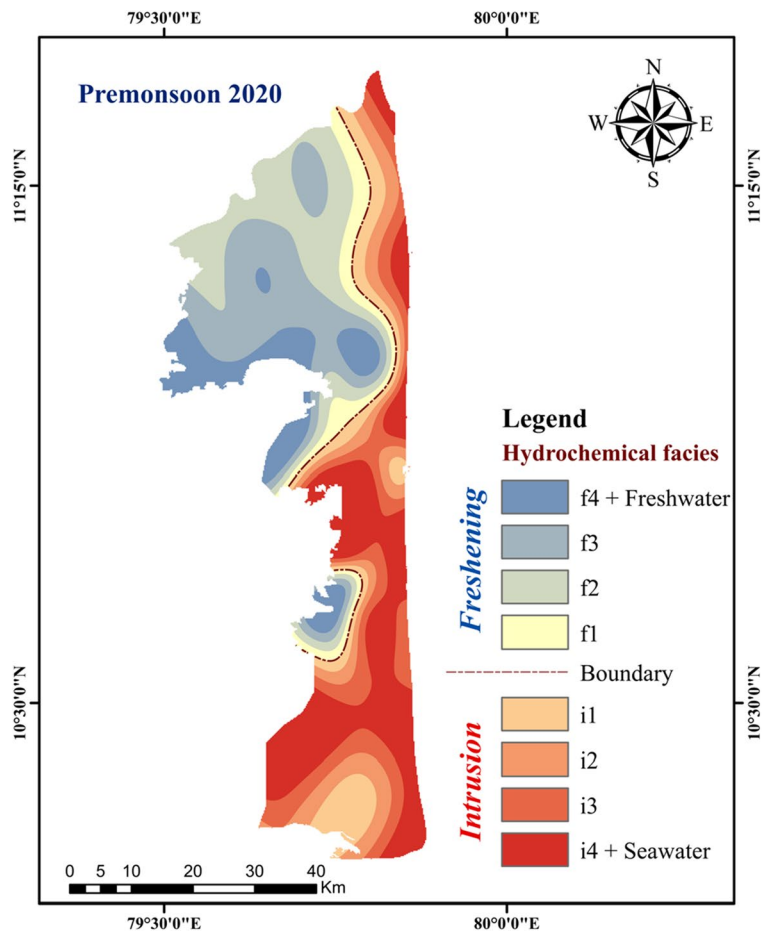 79°30'0"E 80°0'0"E
Premonsoon 2020
N
W E
S
11°15'0"N 11°15'0"N
Legend
Hydrochemical facies
Freshening
f4 + Freshwater
f3
f2
f1
Boundary
10°30'0"N 10°30'0"N
Intrusion
i1
i2
i3
i4 + Seawater
0 5 10 20 30 40
Km
79°30'0"E 80°0'0"E